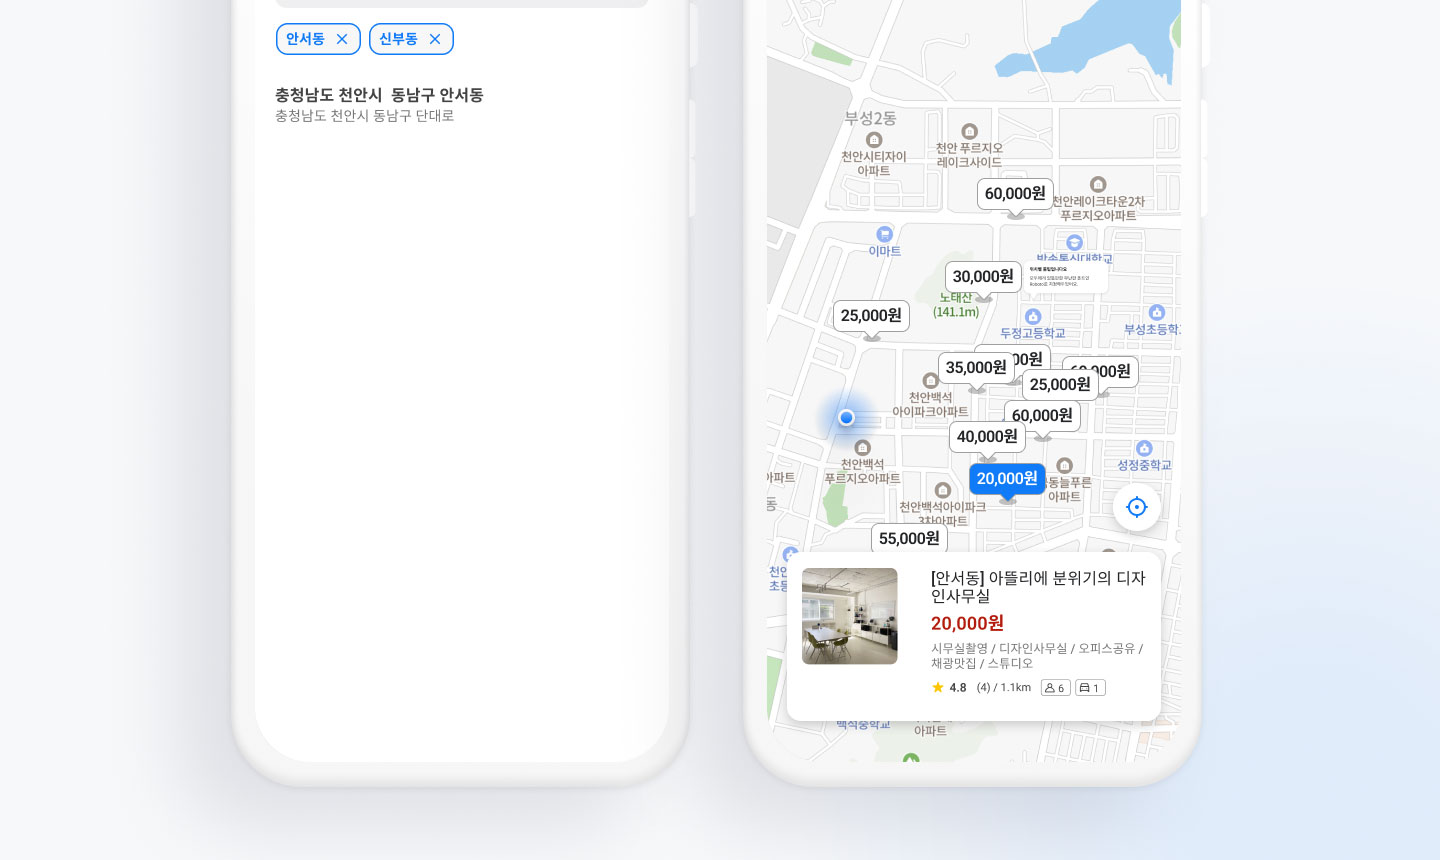 안서동
신부동
충청남도 천안시 동남구 안서동
충청남도 천안시 동남구 단대로
부성2동
천안시티자이
아파트
천안 푸르지오
레이크사이드
60,000원
천안레이크타운2차
푸르지오아파트
이마트
방송통신대학교
30,000원
노태산
(141.1m)
25,000원
두정고등학교
부성초등학
35,000원
00원
60,000원
25,000원
천안백석
아이파크아파트
60,000원
40,000원
천안백석
푸르지오아파트
아파트
동
성정중학교
20,000원
동늘푸른
아파트
천안백석아이파크
3차아파트
55,000원
천안
초등
[안서동] 아뜰리에 분위기의 디자
인사무실
20,000원
시무실촬영 / 디자인사무실 / 오피스공유 /
채광맛집 / 스튜디오
4.8 (4) / 1.1km 6 1
백석중학교
아파트